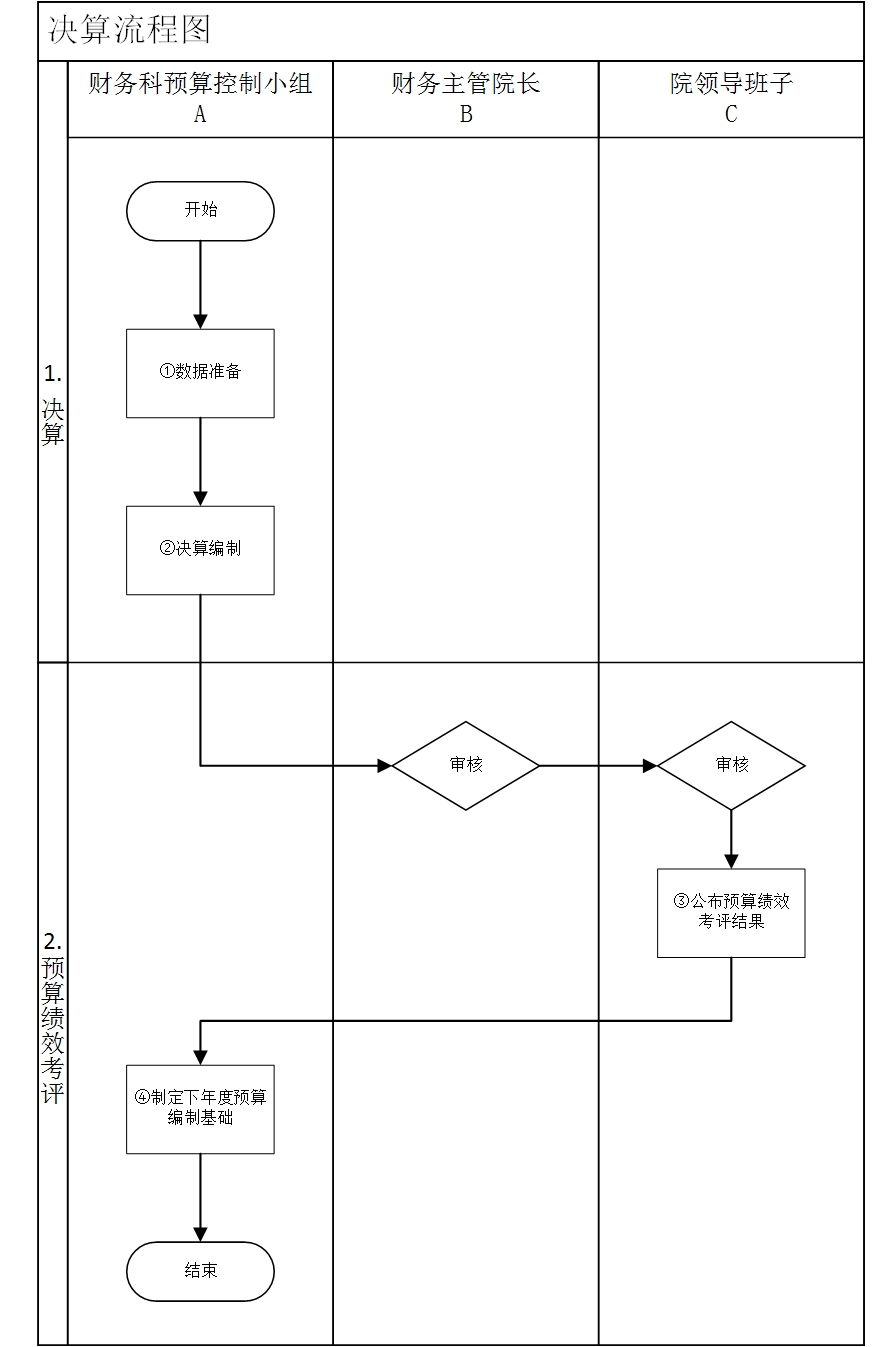 决算流程图
财务科预算控制小组
A
财务主管院长
B
院领导班子
C
1.
决算
开始
①数据准备
②决算编制
2.
预算绩效考评
审核
审核
③公布预算绩效
考评结果
④制定下年度预算
编制基础
结束